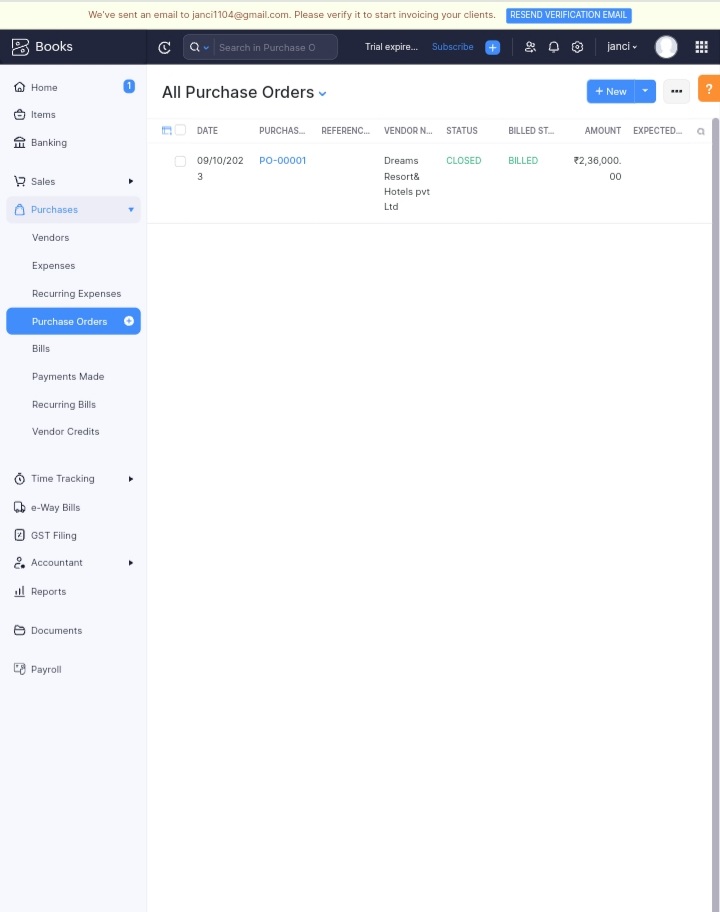 We've sent an email to janci1104@gmail.com. Please verify it to start invoicing your clients. RESEND VERIFICATION EMAIL
Books
Search in Purchase O
Trial expire... Subscribe
janci
Home 1
Items
Banking
Sales
Purchases
Vendors
Expenses
Recurring Expenses
Purchase Orders
Bills
Payments Made
Recurring Bills
Vendor Credits
Time Tracking
e-Way Bills
GST Filing
Accountant
Reports
Documents
Payroll
All Purchase Orders
+ New
?
DATE PURCHAS... REFERENC... VENDOR N... STATUS BILLED ST... AMOUNT EXPECTED...
09/10/202 PO-00001 Dreams CLOSED BILLED ₹2,36,000.
3 Resort& 00
Hotels pvt
Ltd